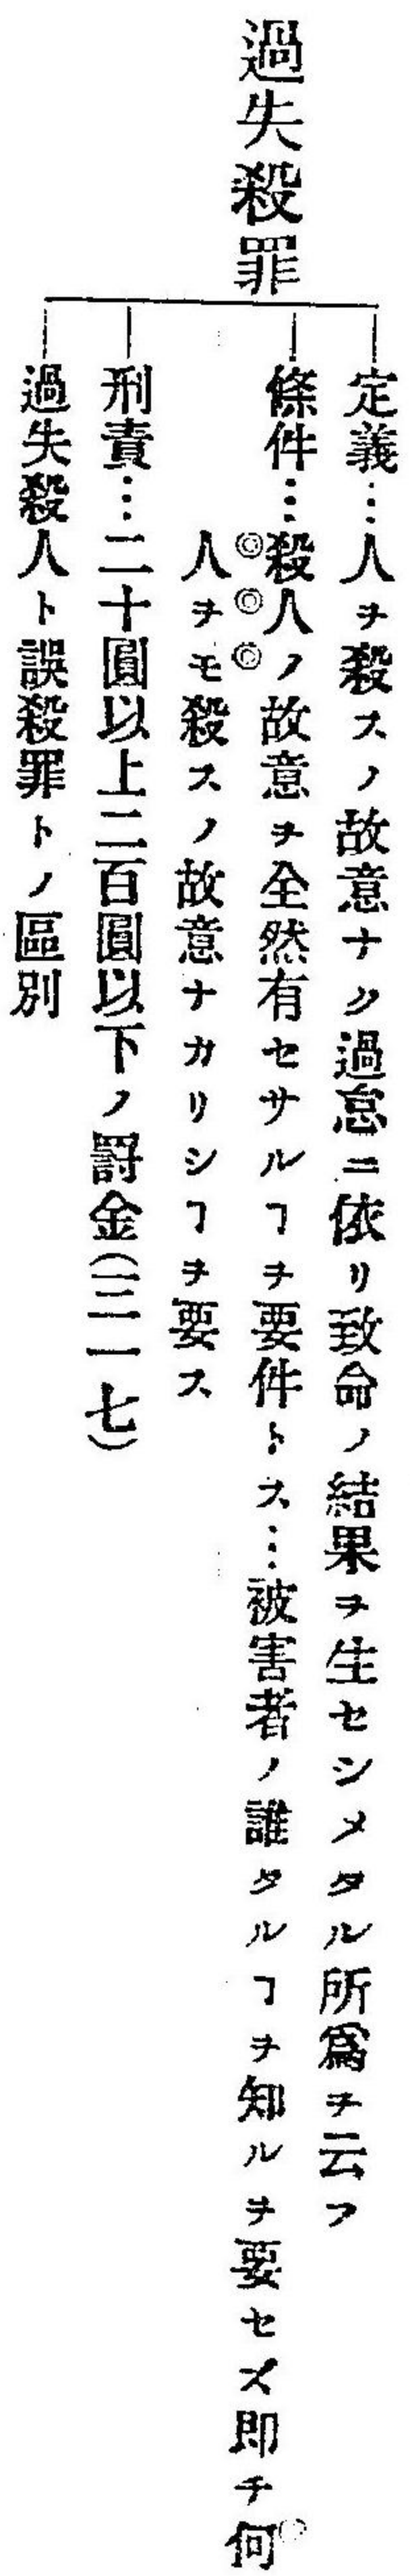 過失殺罪
定義…人ヲ殺スノ故意ナク過怠ニ依リ致命ノ結果ヲ生セシメタル所爲ヲ云フ
條件…殺人ノ故意ヲ全然有セサルヿヲ要件トス…被害者ノ誰タルヿヲ知ルヲ要セス即チ何
人ヲモ殺スノ故意ナカリシヿヲ要ス
刑責…二十圓以上二百圓以下ノ罸金(三一七)
過失殺人ト誤殺罪トノ區別